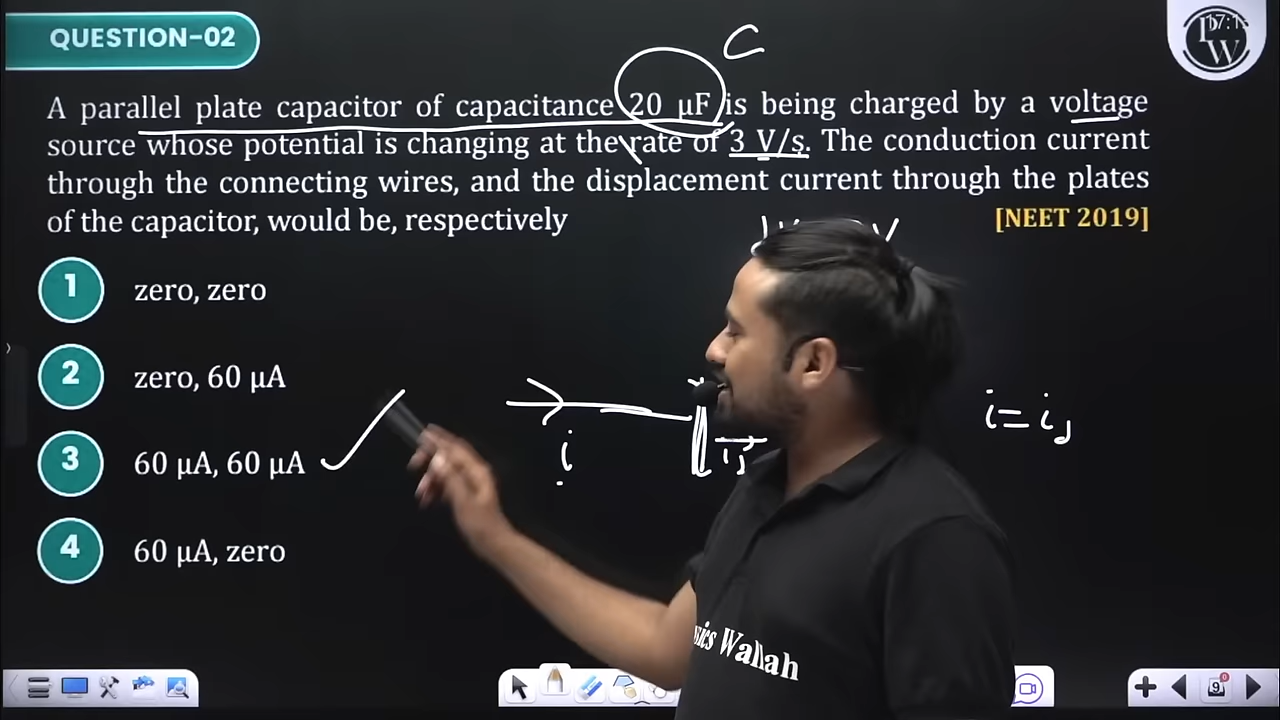 QUESTION-02
C
A parallel plate capacitor of capacitance 20 μF is being charged by a voltage
source whose potential is changing at the rate of 3 V/s. The conduction current
through the connecting wires, and the displacement current through the plates
of the capacitor, would be, respectively
[NEET 2019]
1 zero, zero
2 zero, 60 μA
3 60 μA, 60 μA
4 60 μA, zero
i
i = i
W
Wallah
9